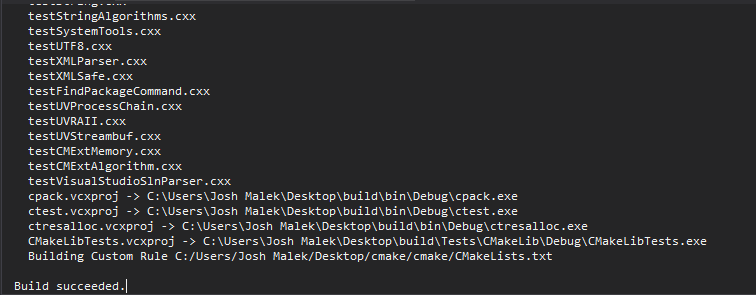 testStringAlgorithms.cxx
testSystemTools.cxx
testUTF8.cxx
testXMLParser.cxx
testXMLSafe.cxx
testFindPackageCommand.cxx
testUVProcessChain.cxx
testUVRAII.cxx
testUVStreambuf.cxx
testCMExtMemory.cxx
testCMExtAlgorithm.cxx
testVisualStudioSlnParser.cxx
cpack.vcxproj -> C:\Users\Josh Malek\Desktop\build\bin\Debug\cpack.exe
ctest.vcxproj -> C:\Users\Josh Malek\Desktop\build\bin\Debug\ctest.exe
ctresalloc.vcxproj -> C:\Users\Josh Malek\Desktop\build\bin\Debug\ctresalloc.exe
CMakeLibTests.vcxproj -> C:\Users\Josh Malek\Desktop\build\Tests\CMakeLib\Debug\CMakeLibTests.exe
Building Custom Rule C:/Users/Josh Malek/Desktop/cmake/cmake/CMakeLists.txt
Build succeeded.